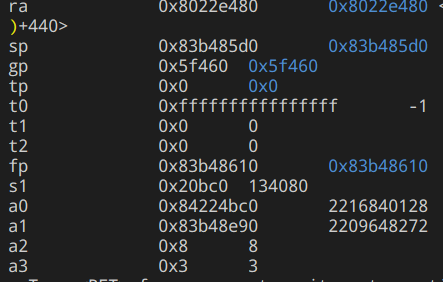 ra 0x8022e480 0x8022e480 <
)+440>
sp 0x83b485d0 0x83b485d0
gp 0x5f460 0x5f460
tp 0x0 0x0
t0 0xffffffffffffffff -1
t1 0x0 0
t2 0x0 0
fp 0x83b48610 0x83b48610
s1 0x20bc0 134080
a0 0x84224bc0 2216840128
a1 0x83b48e90 2209648272
a2 0x8 8
a3 0x3 3